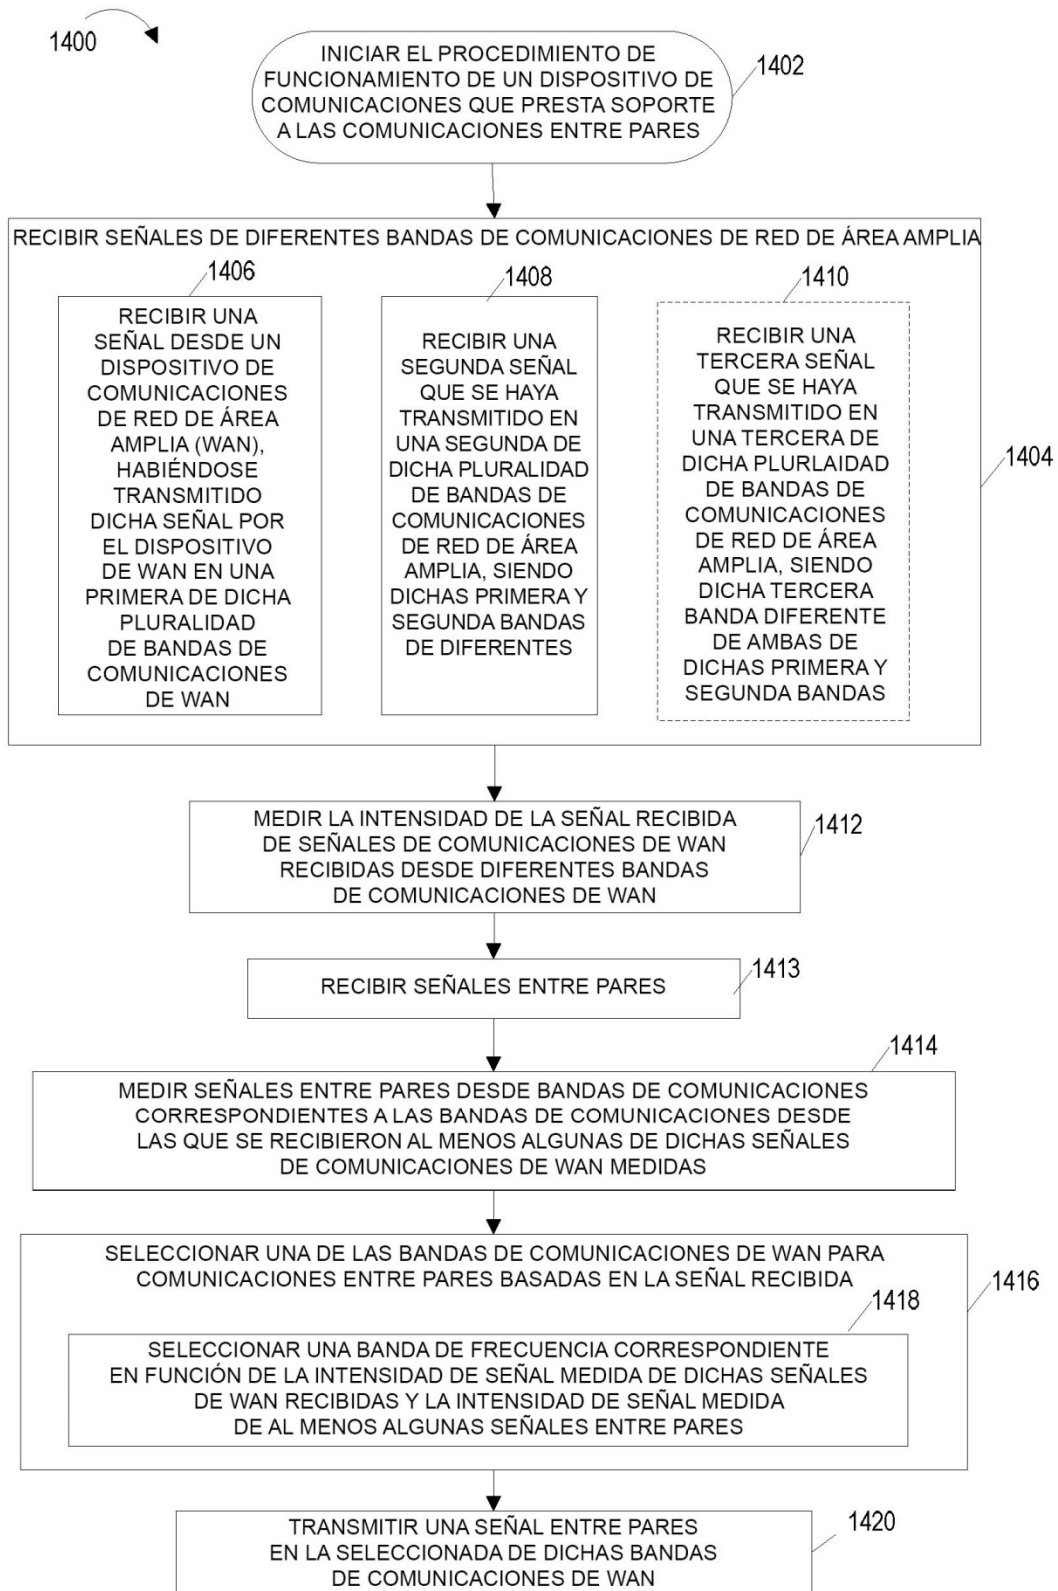 1400
INICIAR EL PROCEDIMIENTO DE
FUNCIONAMIENTO DE UN DISPOSITIVO DE
COMUNICACIONES QUE PRESTA SOPORTE
A LAS COMUNICACIONES ENTRE PARES
1402
RECIBIR SEÑALES DE DIFERENTES BANDAS DE COMUNICACIONES DE RED DE ÁREA AMPLIA
1404
1406
RECIBIR UNA
SEÑAL DESDE UN
DISPOSITIVO DE
COMUNICACIONES
DE RED DE ÁREA
AMPLIA (WAN),
HABIÉNDOSE
TRANSMITIDO
DICHA SEÑAL POR
EL DISPOSITIVO
DE WAN EN UNA
PRIMERA DE DICHA
PLURALIDAD
DE BANDAS DE
COMUNICACIONES
DE WAN
1408
RECIBIR UNA
SEGUNDA SEÑAL
QUE SE HAYA
TRANSMITIDO EN
UNA SEGUNDA DE
DICHA PLURALIDAD
DE BANDAS DE
COMUNICACIONES
DE RED DE ÁREA
AMPLIA, SIENDO
DICHAS PRIMERA Y
SEGUNDA BANDAS
DE DIFERENTES
1410
RECIBIR UNA
TERCERA SEÑAL
QUE SE HAYA
TRANSMITIDO EN
UNA TERCERA DE
DICHA PLURLAIDAD
DE BANDAS DE
COMUNICACIONES
DE RED DE ÁREA
AMPLIA, SIENDO
DICHA TERCERA
BANDA DIFERENTE
DE AMBAS DE
DICHAS PRIMERA Y
SEGUNDA BANDAS
MEDIR LA INTENSIDAD DE LA SEÑAL RECIBIDA
DE SEÑALES DE COMUNICACIONES DE WAN
RECIBIDAS DESDE DIFERENTES BANDAS
DE COMUNICACIONES DE WAN
1412
RECIBIR SEÑALES ENTRE PARES
1413
1414
MEDIR SEÑALES ENTRE PARES DESDE BANDAS DE COMUNICACIONES
CORRESPONDIENTES A LAS BANDAS DE COMUNICACIONES DESDE
LAS QUE SE RECIBIERON AL MENOS ALGUNAS DE DICHAS SEÑALES
DE COMUNICACIONES DE WAN MEDIDAS
SELECCIONAR UNA DE LAS BANDAS DE COMUNICACIONES DE WAN PARA
COMUNICACIONES ENTRE PARES BASADAS EN LA SEÑAL RECIBIDA
1416
1418
SELECCIONAR UNA BANDA DE FRECUENCIA CORRESPONDIENTE
EN FUNCIÓN DE LA INTENSIDAD DE SEÑAL MEDIDA DE DICHAS SEÑALES
DE WAN RECIBIDAS Y LA INTENSIDAD DE SEÑAL MEDIDA
DE AL MENOS ALGUNAS SEÑALES ENTRE PARES
TRANSMITIR UNA SEÑAL ENTRE PARES
EN LA SELECCIONADA DE DICHAS BANDAS
DE COMUNICACIONES DE WAN
1420